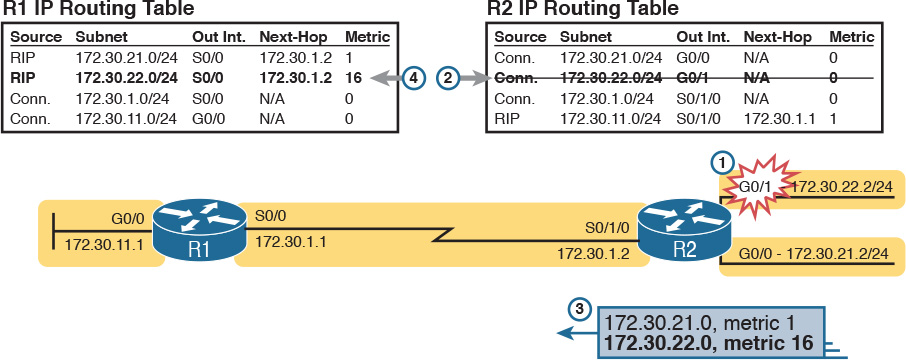 R1 IP Routing Table
Source Subnet Out Int. Next-Hop Metric
RIP 172.30.21.0/24 S0/0 172.30.1.2 1
RIP 172.30.22.0/24 S0/0 172.30.1.2 16
Conn. 172.30.1.0/24 S0/0 N/A 0
Conn. 172.30.11.0/24 G0/0 N/A 0
4
2
R2 IP Routing Table
Source Subnet Out Int. Next-Hop Metric
Conn. 172.30.21.0/24 G0/0 N/A 0
Conn. 172.30.22.0/24 G0/1 N/A 0
Conn. 172.30.1.0/24 S0/1/0 N/A 0
RIP 172.30.11.0/24 S0/1/0 172.30.1.1 1
1
G0/1 - 172.30.22.2/24
G0/0
172.30.11.1
R1
S0/0
172.30.1.1
S0/1/0
172.30.1.2
R2
G0/0 - 172.30.21.2/24
3
172.30.21.0, metric 1
172.30.22.0, metric 16